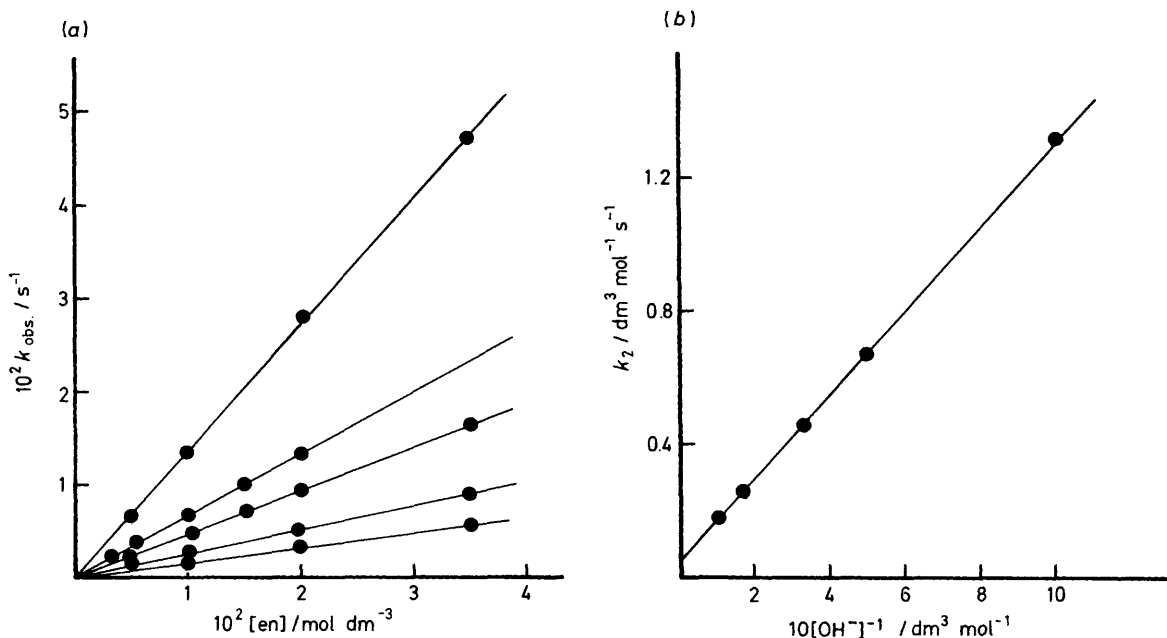 (a)
5
4
3
2
1
10² k_obs. / s⁻¹
1
2
3
4
10² [en] / mol dm⁻³
(b)
1.2
0.8
0.4
k₂ / dm³ mol⁻¹ s⁻¹
2
4
6
8
10
10[OH⁻]⁻¹ / dm³ mol⁻¹